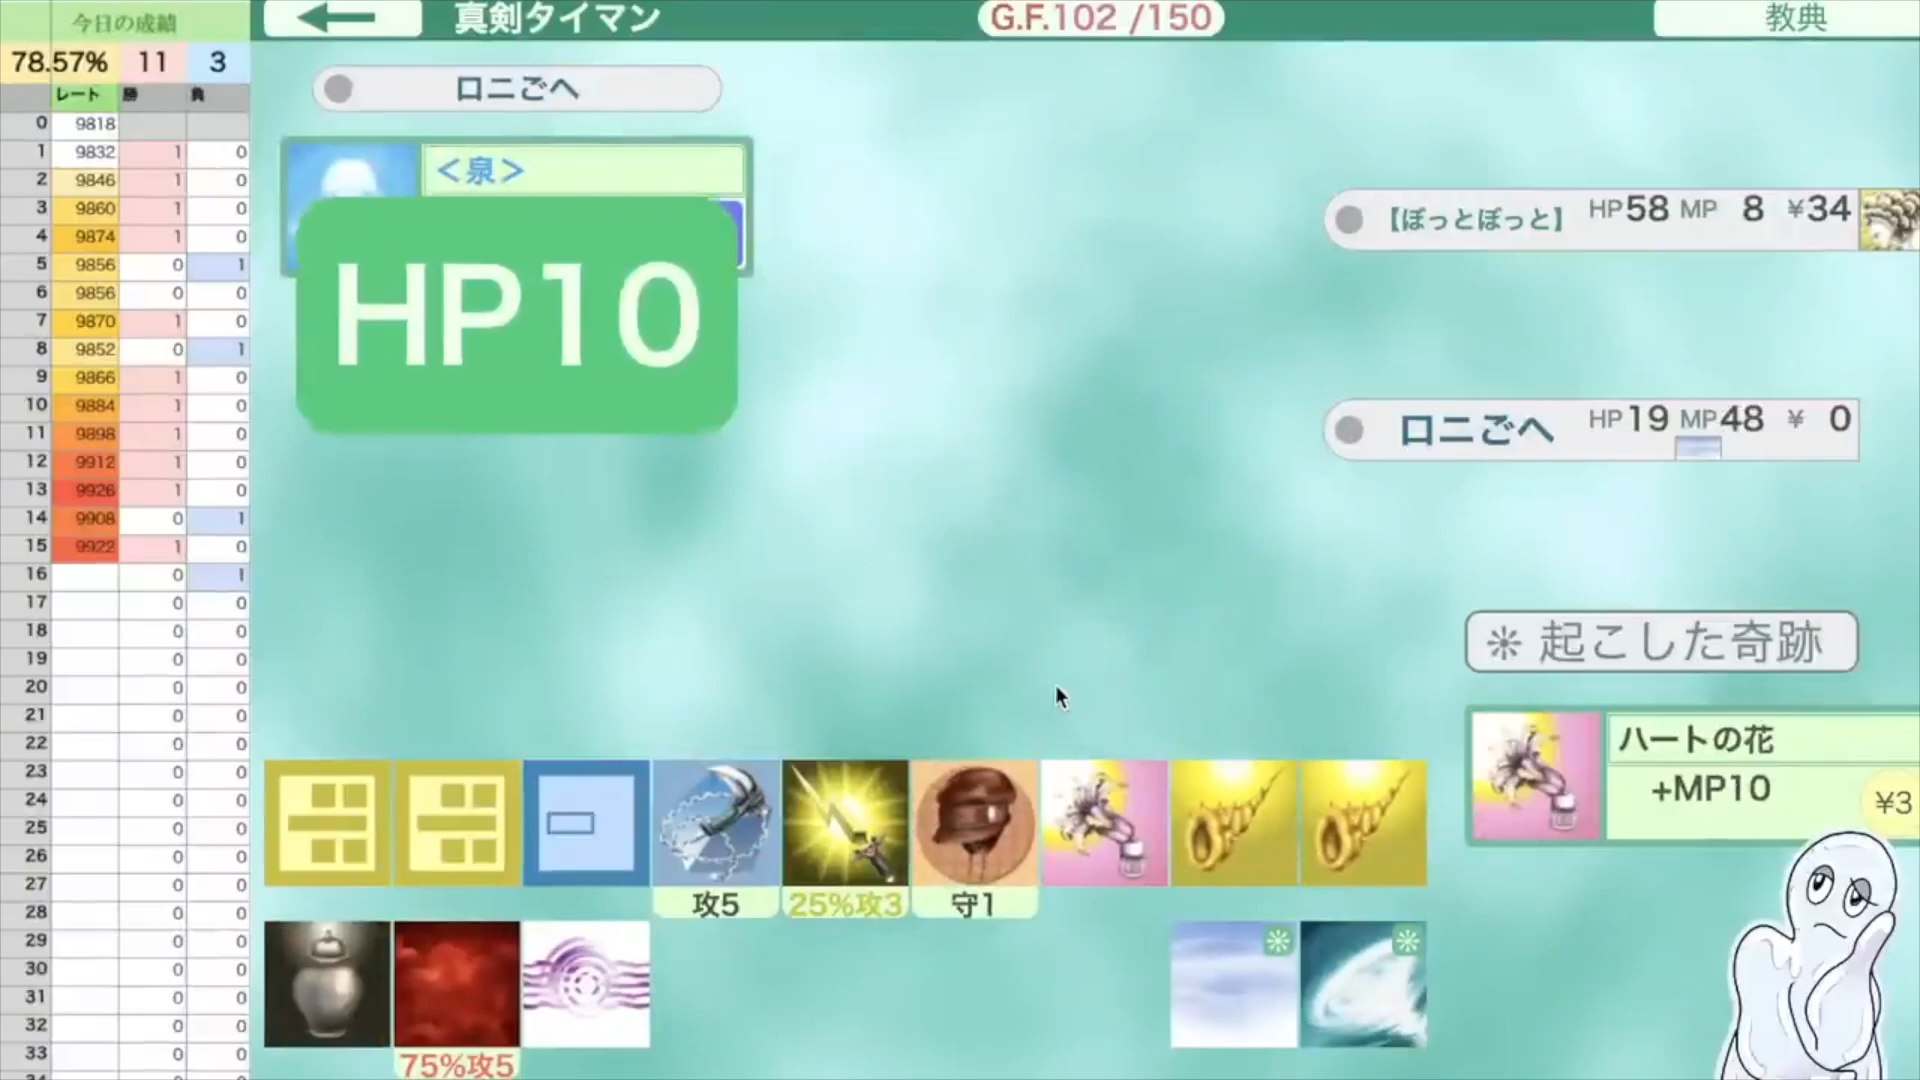 今日の成績
78.57% 11 3
レート 勝 負
0 9818
1 9832 1 0
2 9846 1 0
3 9860 1 0
4 9874 1 0
5 9856 0 1
6 9856 0 0
7 9870 1 0
8 9852 0 1
9 9866 1 0
10 9884 1 0
11 9898 1 0
12 9912 1 0
13 9926 1 0
14 9908 0 1
15 9922 1 0
16 0 1
17 0 0
18 0 0
19 0 0
20 0 0
21 0 0
22 0 0
23 0 0
24 0 0
25 0 0
26 0 0
27 0 0
28 0 0
29 0 0
30 0 0
31 0 0
32 0 0
33 0 0
真剣タイマン
G.F.102 /150
教典
ロニごへ
<泉>
HP10
【ぽっとぽっと】 HP58 MP 8 ¥34
ロニごへ HP19 MP48 ¥ 0
起こした奇跡
ハートの花
+MP10
¥3
攻5
25%攻3
守1
75%攻5